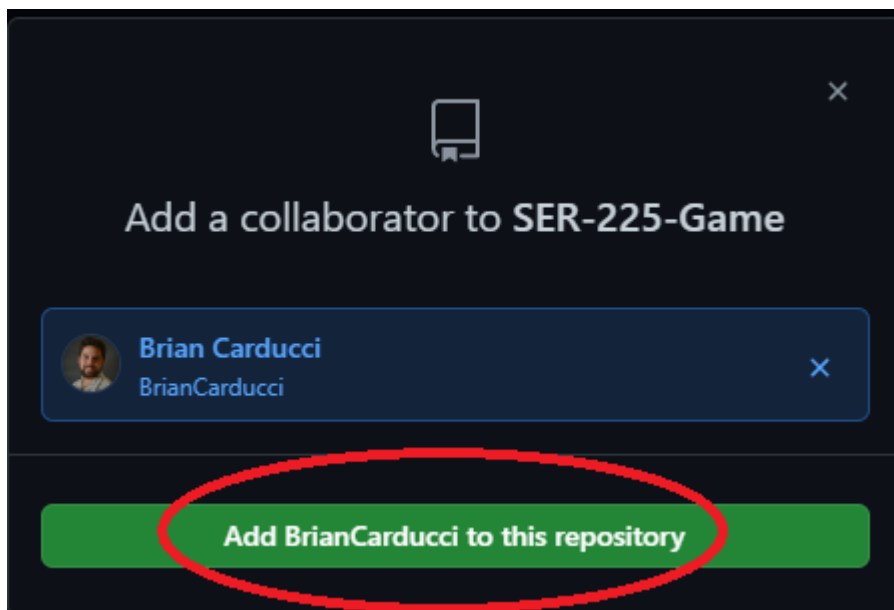 Add a collaborator to SER-225-Game
Brian Carducci
BrianCarducci
Add BrianCarducci to this repository